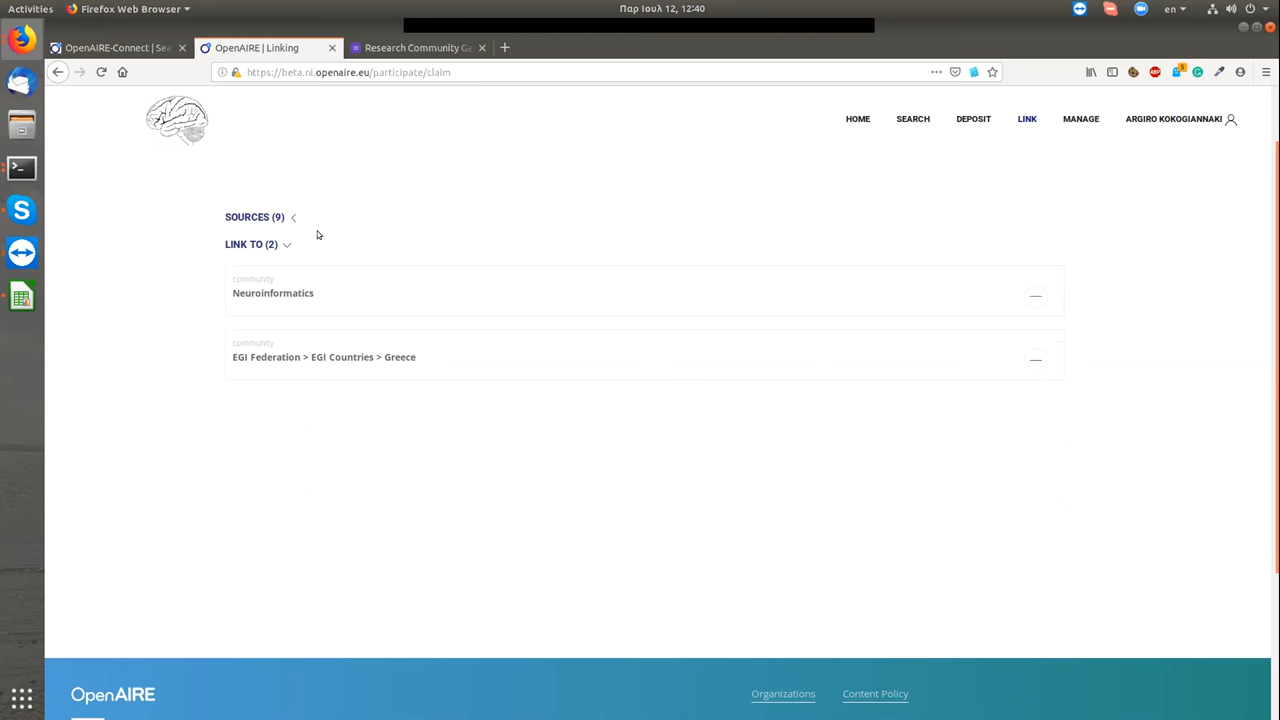 Activities
Firefox Web Browser
Παρ Ιουλ 12, 12:40
en
OpenAIRE-Connect | Sea
OpenAIRE | Linking
Research Community Ga
https://beta.ni.openaire.eu/participate/claim
ABP
5
HOME
SEARCH
DEPOSIT
LINK
MANAGE
ARGIRO KOKOGIANNAKI
SOURCES (9)
LINK TO (2)
community
Neuroinformatics
community
EGI Federation > EGI Countries > Greece
OpenAIRE
Organizations
Content Policy